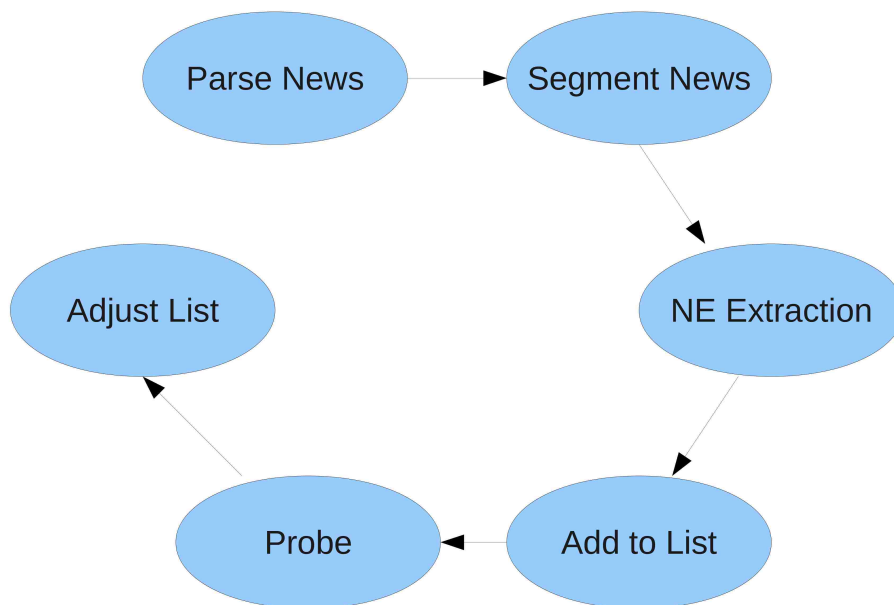 Parse News
Segment News
NE Extraction
Add to List
Probe
Adjust List